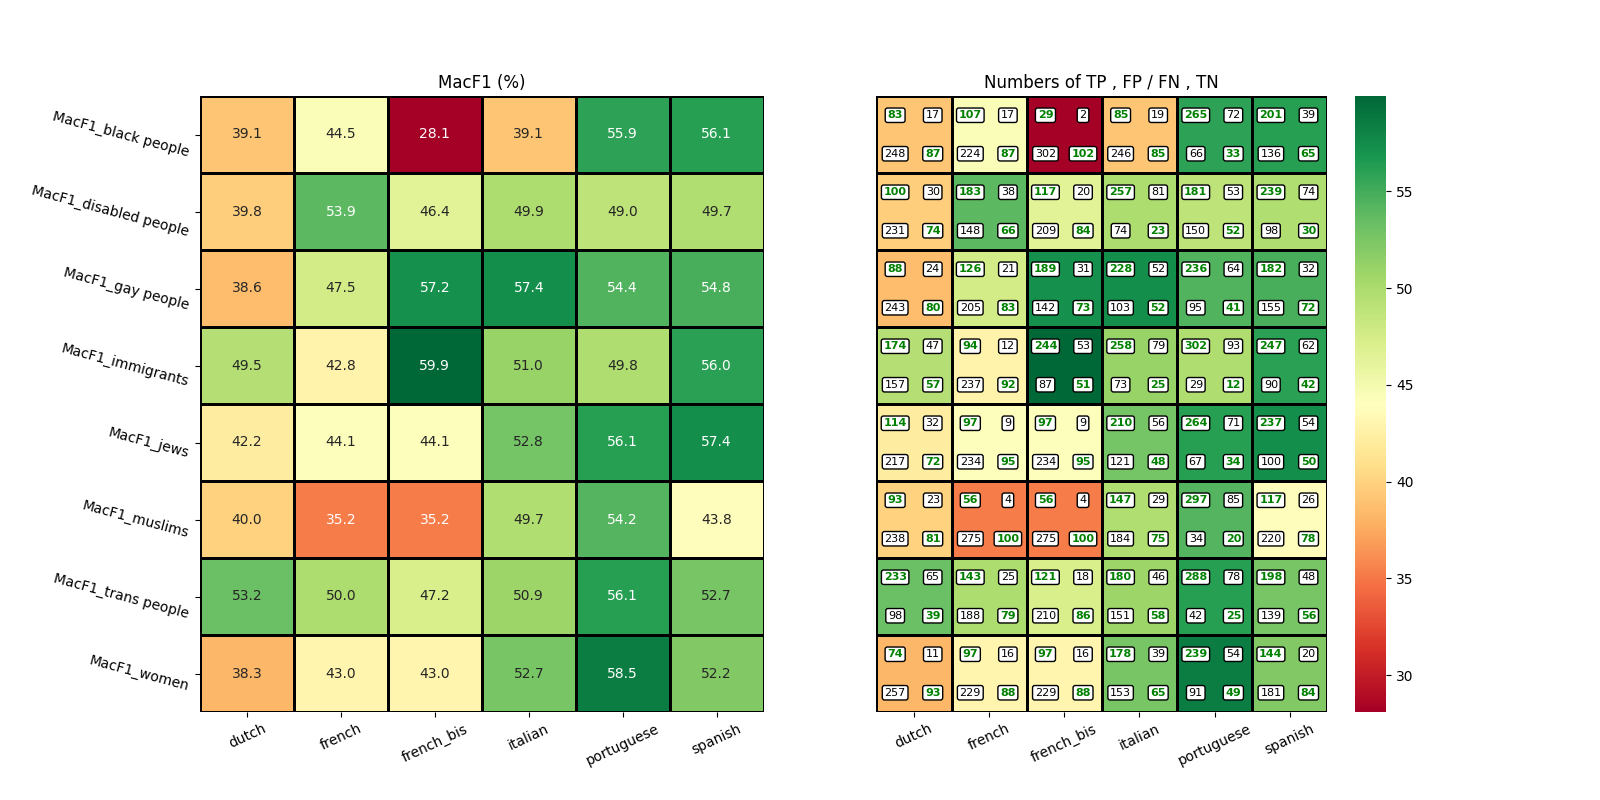 MacF1 (%)
Numbers of TP , FP / FN , TN
MacF1_black people 39.1 44.5 28.1 39.1 55.9 56.1
83 17 107 17 29 2 85 19 265 72 201 39
248 87 224 87 302 102 246 85 66 33 136 65
MacF1_disabled people 39.8 53.9 46.4 49.9 49.0 49.7
100 30 183 38 117 20 257 81 181 53 239 74
231 74 148 66 209 84 74 23 150 52 98 30
MacF1_gay people 38.6 47.5 57.2 57.4 54.4 54.8
88 24 126 21 189 31 228 52 236 64 182 32
243 80 205 83 142 73 103 52 95 41 155 72
MacF1_immigrants 49.5 42.8 59.9 51.0 49.8 56.0
174 47 94 12 244 53 258 79 302 93 247 62
157 57 237 92 87 51 73 25 29 12 90 42
MacF1_jews 42.2 44.1 44.1 52.8 56.1 57.4
114 32 97 9 97 9 210 56 264 71 237 54
217 72 234 95 234 95 121 48 67 34 100 50
MacF1_muslims 40.0 35.2 35.2 49.7 54.2 43.8
93 23 56 4 56 4 147 29 297 85 117 26
238 81 275 100 275 100 184 75 34 20 220 78
MacF1_trans people 53.2 50.0 47.2 50.9 56.1 52.7
233 65 143 25 121 18 180 46 288 78 198 48
98 39 188 79 210 86 151 58 42 25 139 56
MacF1_women 38.3 43.0 43.0 52.7 58.5 52.2
74 11 97 16 97 16 178 39 239 54 144 20
257 93 229 88 229 88 153 65 91 49 181 84
dutch french french_bis italian portuguese spanish
dutch french french_bis italian portuguese spanish
55
50
45
40
35
30